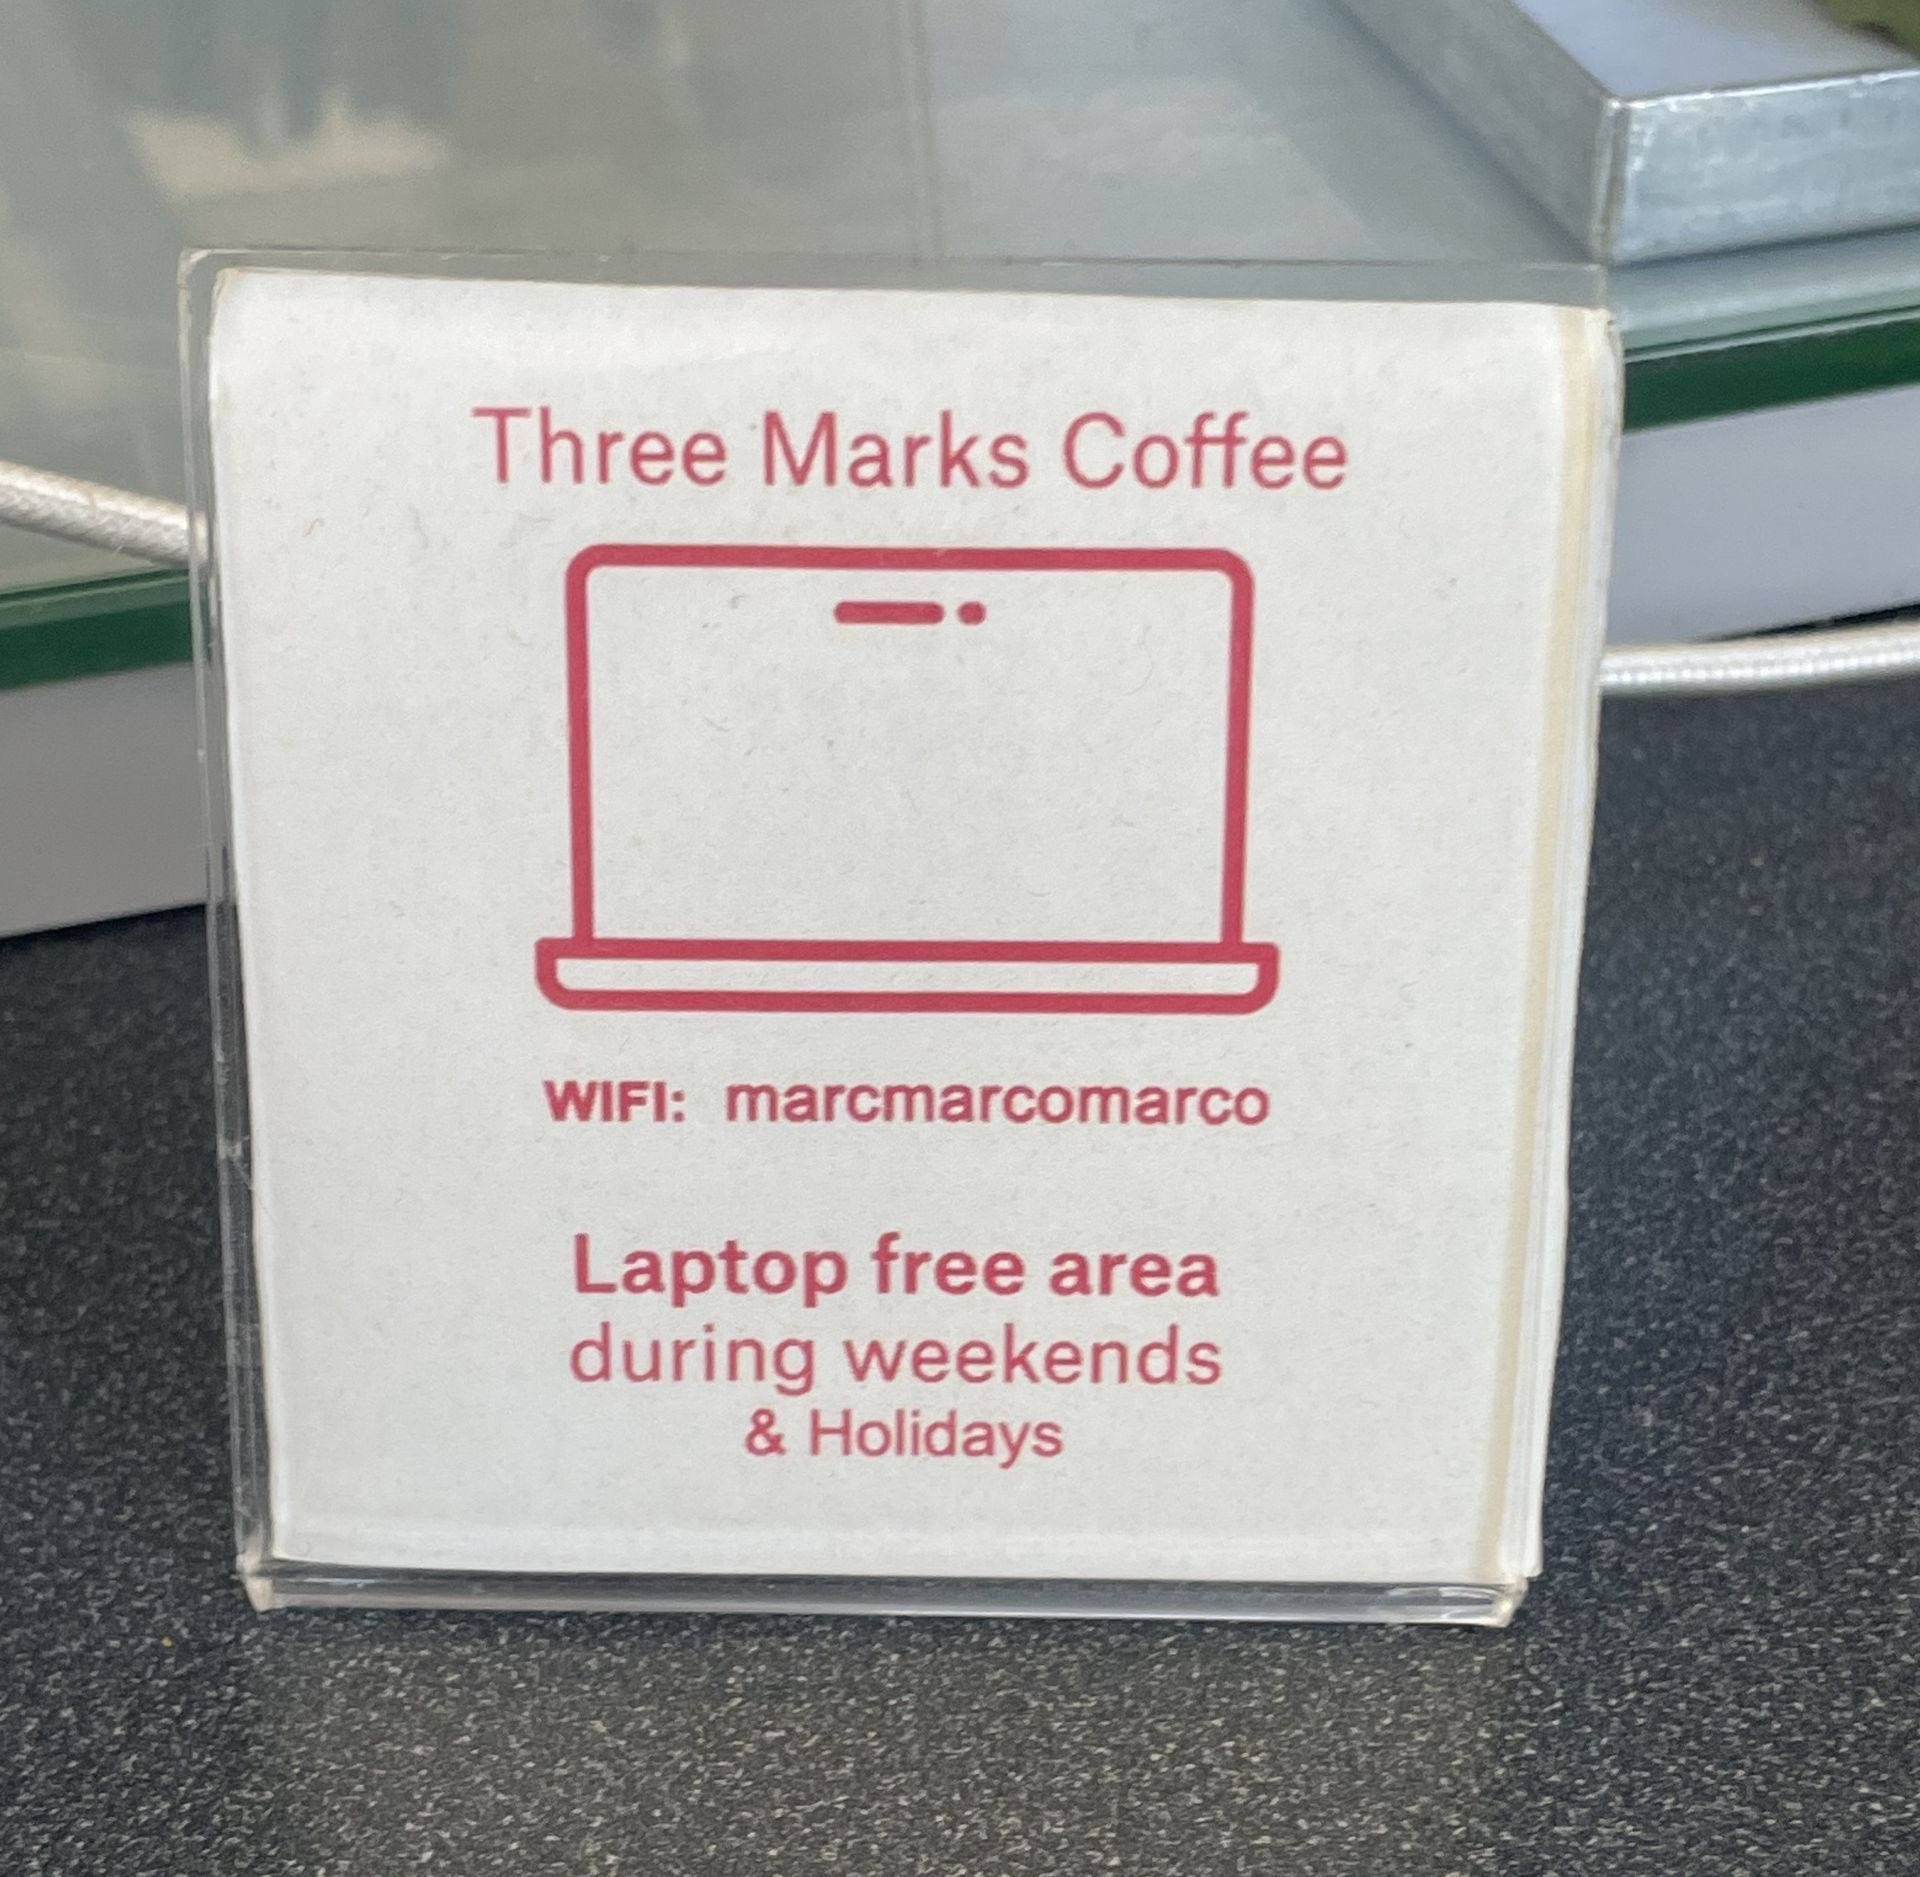 Three Marks Coffee
WIFI: marcmarcomarco
Laptop free area
during weekends
& Holidays